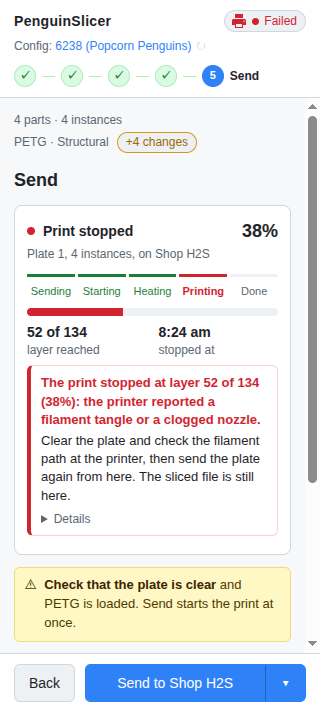 PenguinSlicer
Failed
Config: 6238 (Popcorn Penguins)
✓ ✓ ✓ ✓ 5 Send
4 parts · 4 instances
PETG · Structural +4 changes
Send
Print stopped 38%
Plate 1, 4 instances, on Shop H2S
Sending Starting Heating Printing Done
52 of 134 8:24 am
layer reached stopped at
The print stopped at layer 52 of 134
(38%): the printer reported a
filament tangle or a clogged nozzle.
Clear the plate and check the filament
path at the printer, then send the plate
again from here. The sliced file is still
here.
Details
⚠ Check that the plate is clear and
PETG is loaded. Send starts the print at
once.
Back Send to Shop H2S